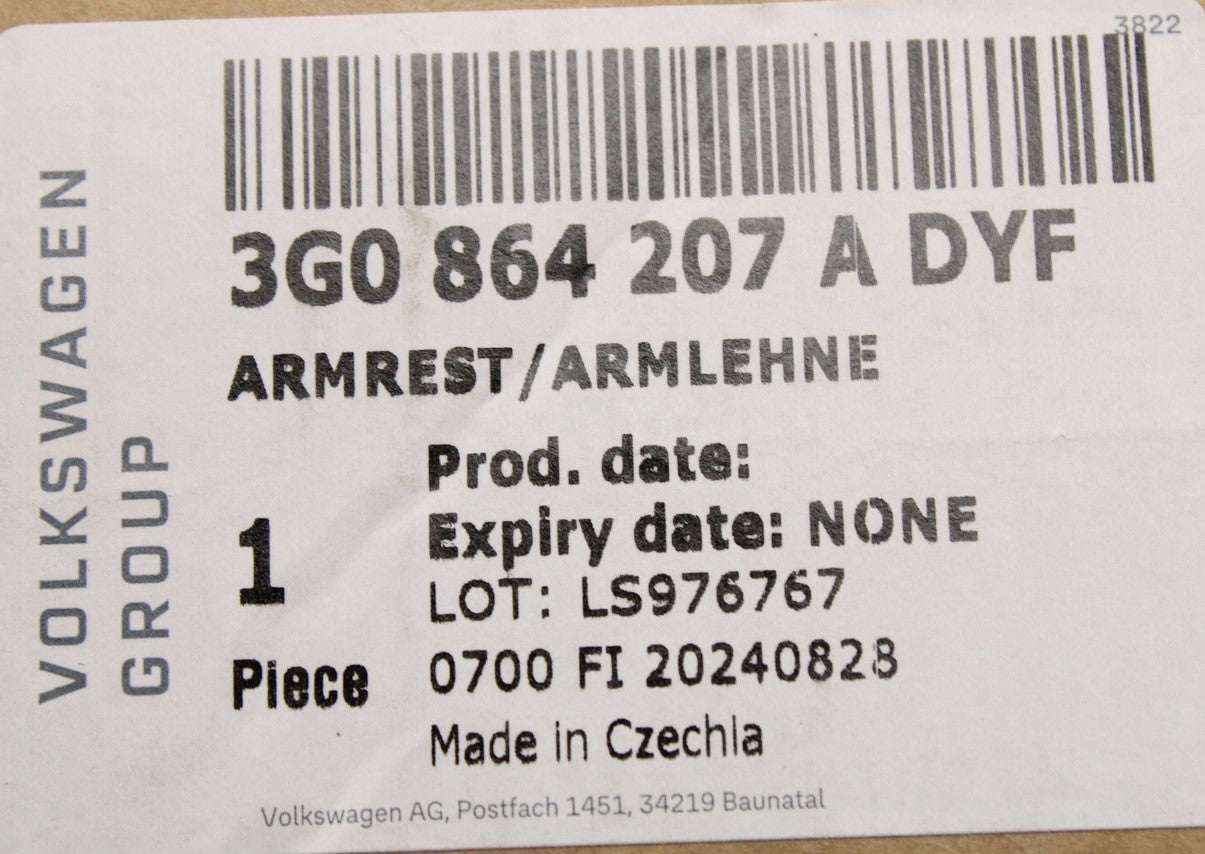 3822
3G0 864 207 A DYF
ARMREST/ARMLEHNE
Prod. date:
Expiry date: NONE
LOT: LS976767
0700 FI 20240828
Made in Czechia
1
Piece
VOLKSWAGEN
GROUP
Volkswagen AG, Postfach 1451, 34219 Baunatal